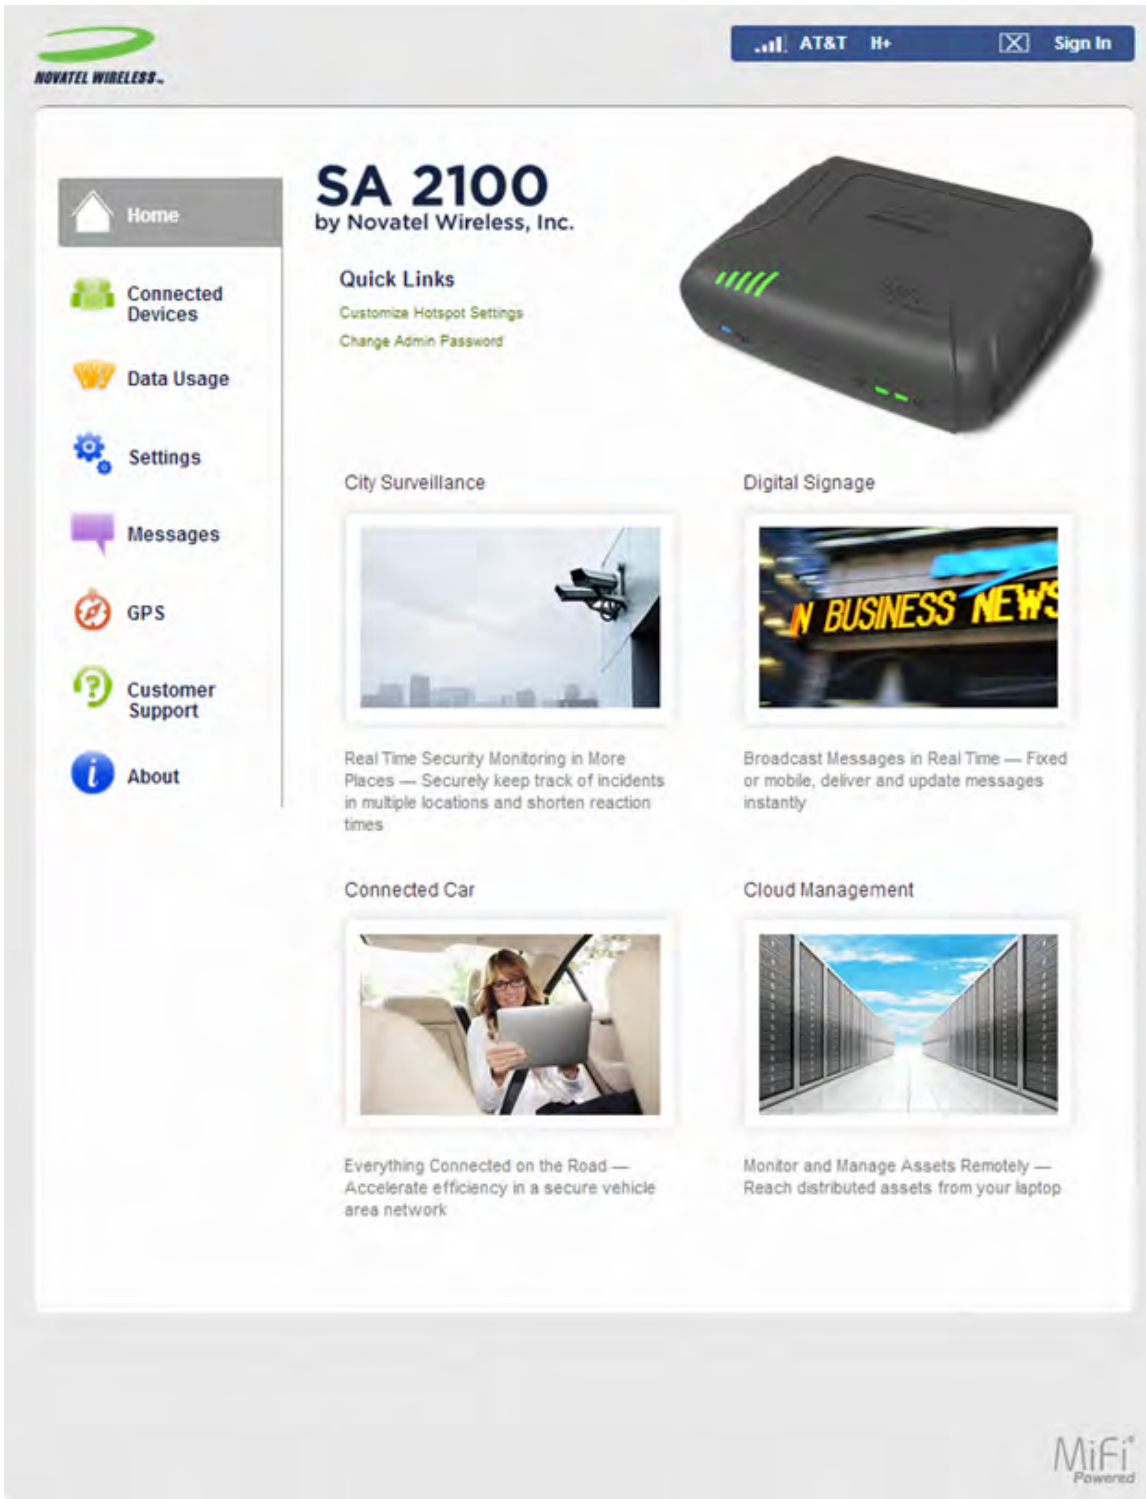 NOVATEL WIRELESS™
AT&T H+ Sign In
Home
Connected
Devices
Data Usage
Settings
Messages
GPS
Customer
Support
About
SA 2100
by Novatel Wireless, Inc.
Quick Links
Customize Hotspot Settings
Change Admin Password
City Surveillance
Real Time Security Monitoring in More
Places — Securely keep track of incidents
in multiple locations and shorten reaction
times
Digital Signage
N BUSINESS NEWS
Broadcast Messages in Real Time — Fixed
or mobile, deliver and update messages
instantly
Connected Car
Everything Connected on the Road —
Accelerate efficiency in a secure vehicle
area network
Cloud Management
Monitor and Manage Assets Remotely —
Reach distributed assets from your laptop
MiFi®
Powered